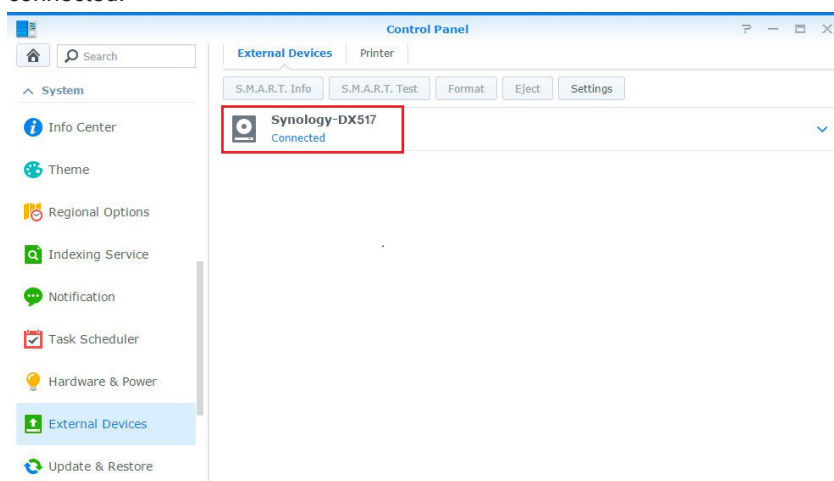 connected.
Control Panel
Search
System
Info Center
Theme
Regional Options
Indexing Service
Notification
Task Scheduler
Hardware & Power
External Devices
Update & Restore
External Devices Printer
S.M.A.R.T. Info S.M.A.R.T. Test Format Eject Settings
Synology-DX517
Connected